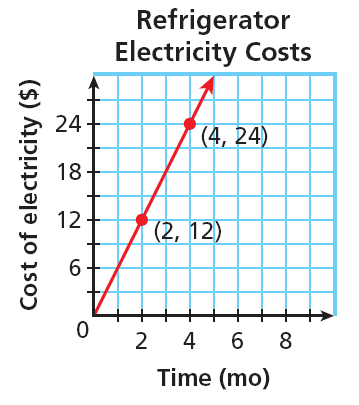 Refrigerator
Electricity Costs
Cost of electricity ($)
24
(4, 24)
18
12
(2, 12)
6
0
2 4 6 8
Time (mo)